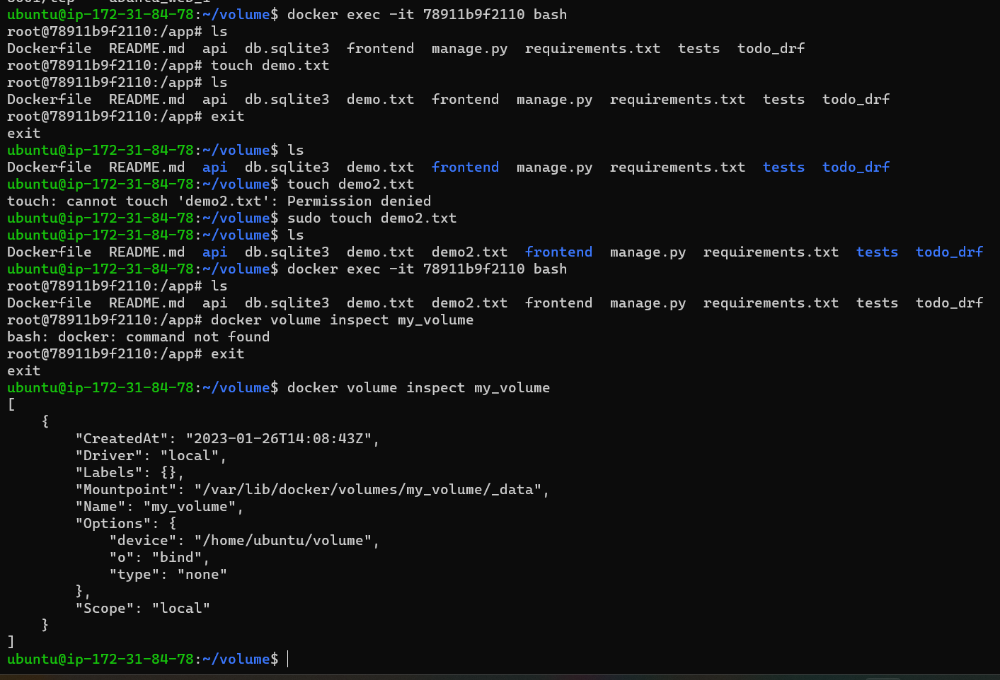 ubuntu@ip-172-31-84-78:~/volume$ docker exec -it 78911b9f2110 bash
root@78911b9f2110:/app# ls
Dockerfile  README.md  api  db.sqlite3  frontend  manage.py  requirements.txt  tests  todo_drf
root@78911b9f2110:/app# touch demo.txt
root@78911b9f2110:/app# ls
Dockerfile  README.md  api  db.sqlite3  demo.txt  frontend  manage.py  requirements.txt  tests  todo_drf
root@78911b9f2110:/app# exit
exit
ubuntu@ip-172-31-84-78:~/volume$ ls
Dockerfile  README.md  api  db.sqlite3  demo.txt  frontend  manage.py  requirements.txt  tests  todo_drf
ubuntu@ip-172-31-84-78:~/volume$ touch demo2.txt
touch: cannot touch 'demo2.txt': Permission denied
ubuntu@ip-172-31-84-78:~/volume$ sudo touch demo2.txt
ubuntu@ip-172-31-84-78:~/volume$ ls
Dockerfile  README.md  api  db.sqlite3  demo.txt  demo2.txt  frontend  manage.py  requirements.txt  tests  todo_drf
ubuntu@ip-172-31-84-78:~/volume$ docker exec -it 78911b9f2110 bash
root@78911b9f2110:/app# ls
Dockerfile  README.md  api  db.sqlite3  demo.txt  demo2.txt  frontend  manage.py  requirements.txt  tests  todo_drf
root@78911b9f2110:/app# docker volume inspect my_volume
bash: docker: command not found
root@78911b9f2110:/app# exit
exit
ubuntu@ip-172-31-84-78:~/volume$ docker volume inspect my_volume
[
    {
        "CreatedAt": "2023-01-26T14:08:43Z",
        "Driver": "local",
        "Labels": {},
        "Mountpoint": "/var/lib/docker/volumes/my_volume/_data",
        "Name": "my_volume",
        "Options": {
            "device": "/home/ubuntu/volume",
            "o": "bind",
            "type": "none"
        },
        "Scope": "local"
    }
]
ubuntu@ip-172-31-84-78:~/volume$